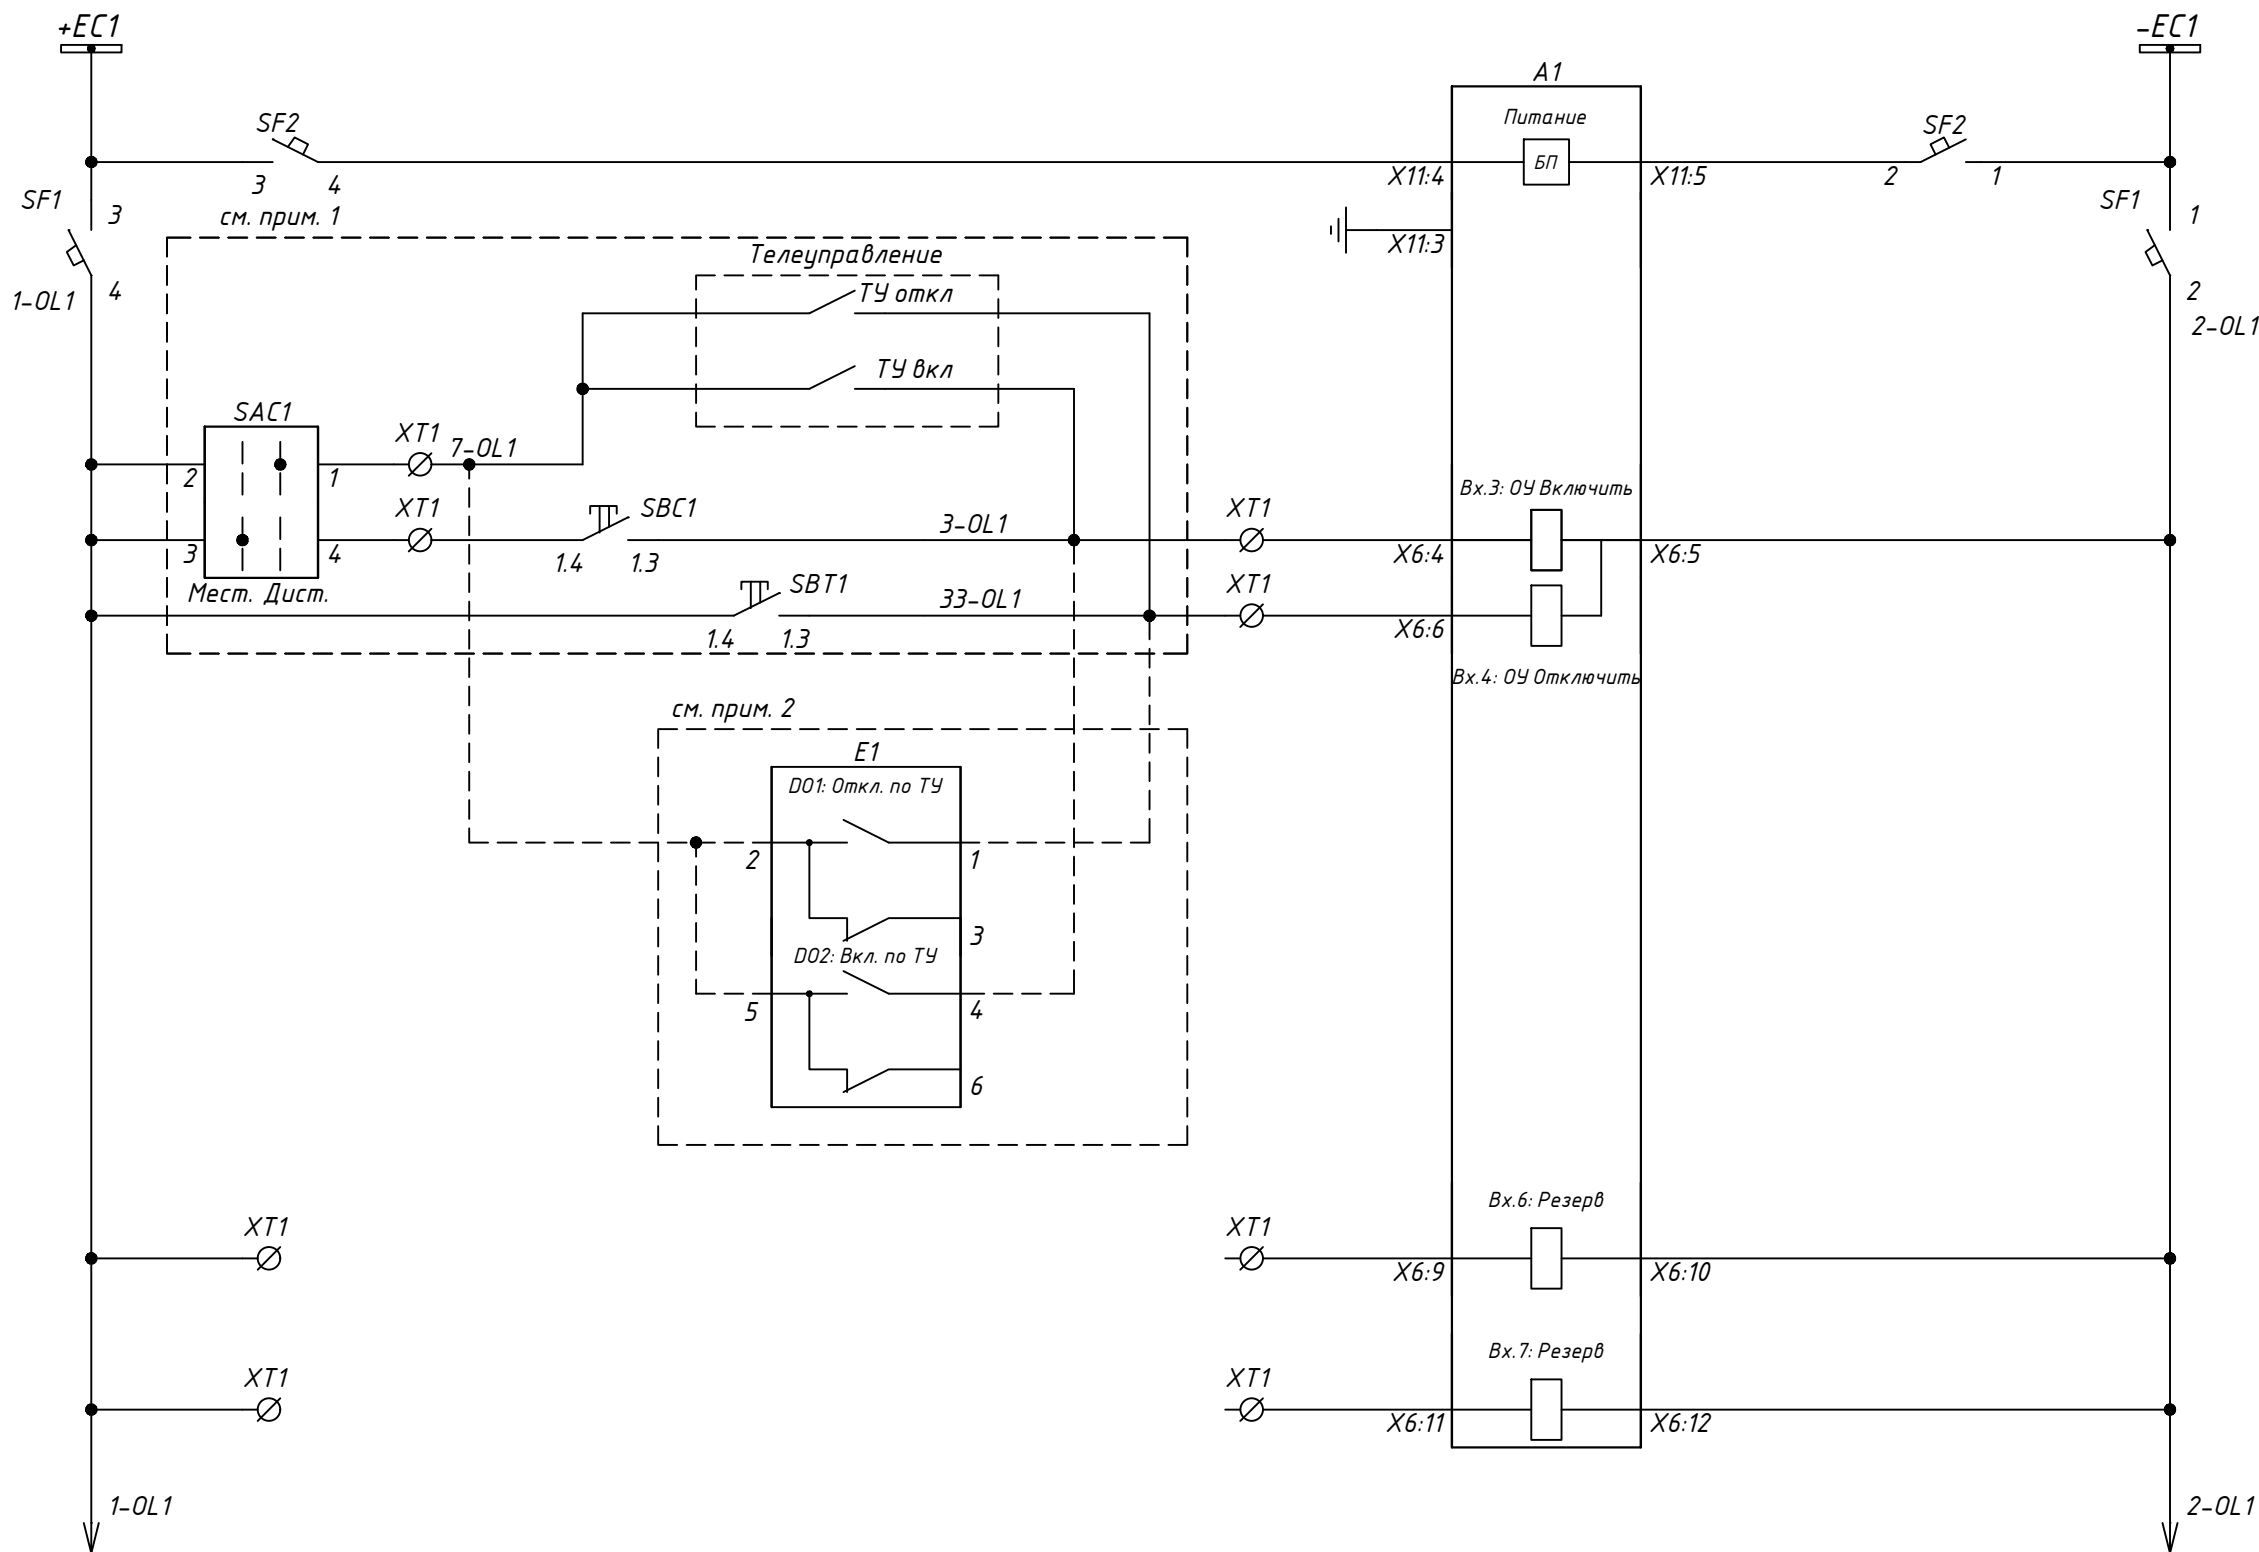 +ЕС1
-ЕС1
А1
Питание
SF2
SF2
БП
3
4
X11:4
X11:5
2
1
SF1
3
см. прим. 1
SF1
1
X11:3
Телеуправление
1-OL1
4
ТУ откл
2
2-OL1
ТУ вкл
SAC1
XT1
7-OL1
2
1
Вх.3: ОУ Включить
XT1
SBC1
3-OL1
XT1
3
4
1.4
1.3
X6:4
X6:5
Мест. Дист.
SBT1
33-OL1
XT1
1.4
1.3
X6:6
Вх.4: ОУ Отключить
см. прим. 2
E1
DO1: Откл. по ТУ
2
1
3
DO2: Вкл. по ТУ
5
4
6
Вх.6: Резерв
XT1
XT1
X6:9
X6:10
Вх.7: Резерв
XT1
XT1
X6:11
X6:12
1-OL1
2-OL1